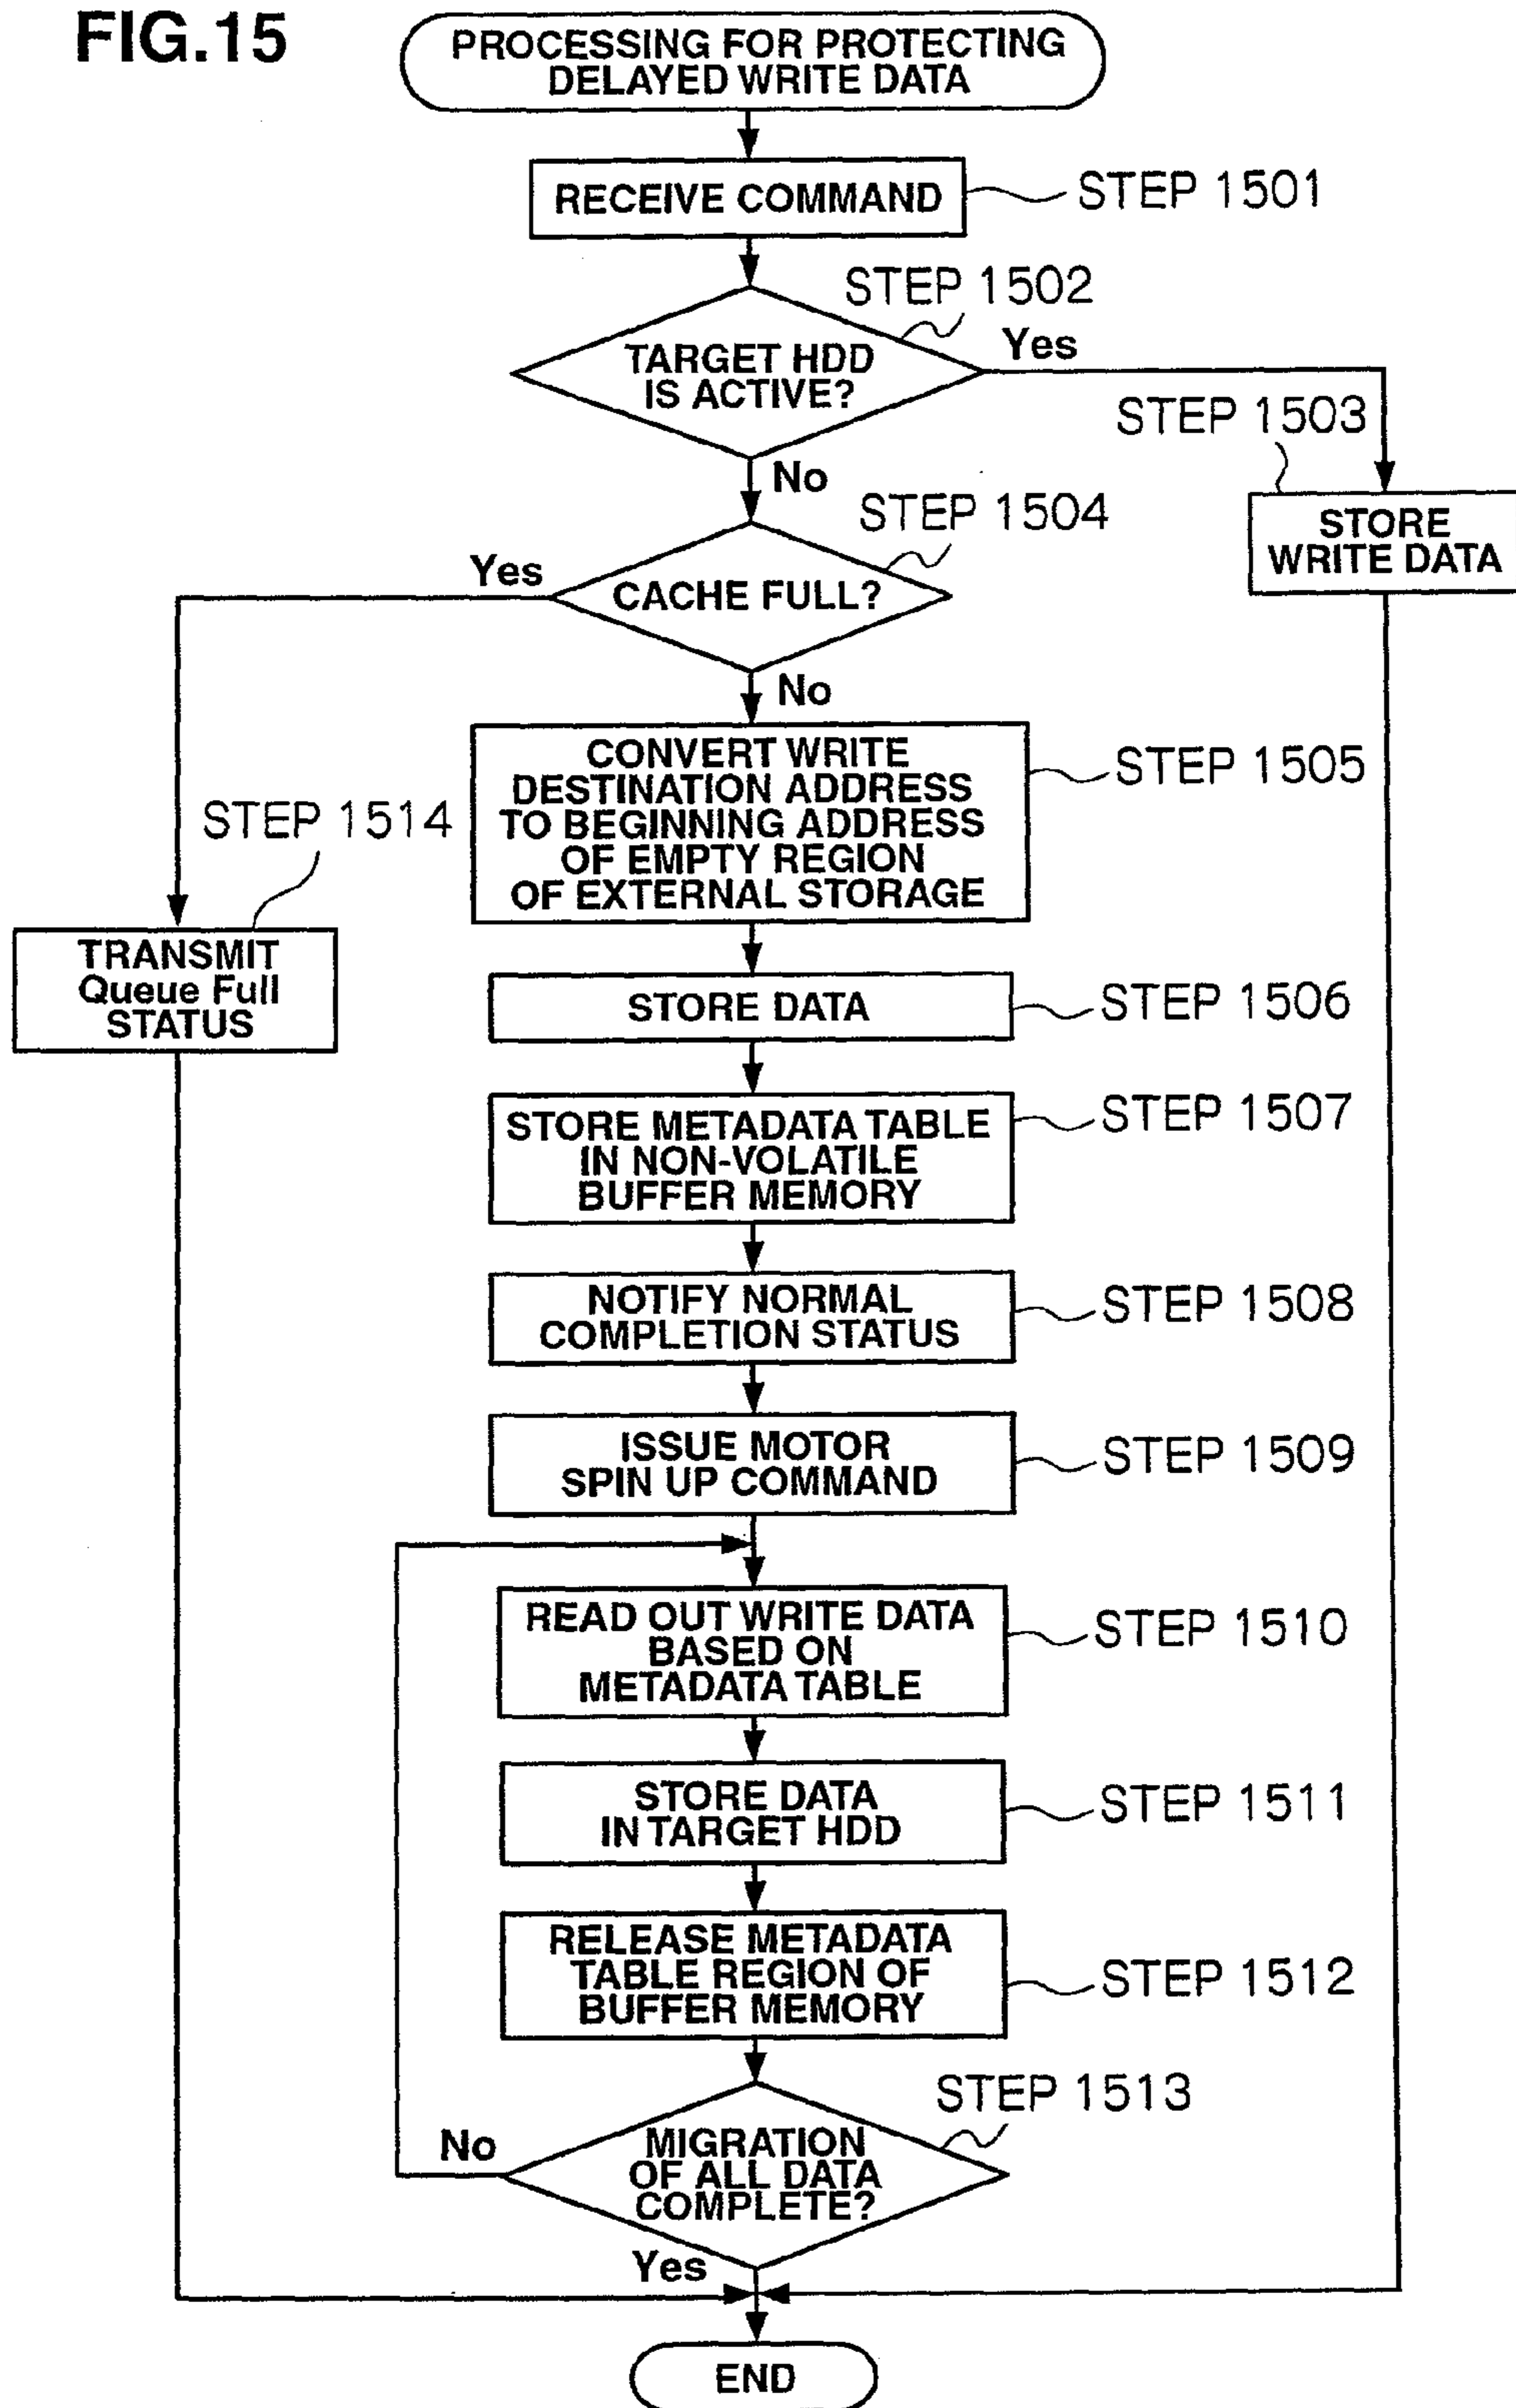 FIG.15
PROCESSING FOR PROTECTING
DELAYED WRITE DATA
RECEIVE COMMAND
STEP 1501
STEP 1502
TARGET HDD
IS ACTIVE?
Yes
STEP 1503
STORE
WRITE DATA
No
STEP 1504
Yes
CACHE FULL?
No
CONVERT WRITE
DESTINATION ADDRESS
TO BEGINNING ADDRESS
OF EMPTY REGION
OF EXTERNAL STORAGE
STEP 1505
STEP 1514
TRANSMIT
Queue Full
STATUS
STORE DATA
STEP 1506
STORE METADATA TABLE
IN NON-VOLATILE
BUFFER MEMORY
STEP 1507
NOTIFY NORMAL
COMPLETION STATUS
STEP 1508
ISSUE MOTOR
SPIN UP COMMAND
STEP 1509
READ OUT WRITE DATA
BASED ON
METADATA TABLE
STEP 1510
STORE DATA
IN TARGET HDD
STEP 1511
RELEASE METADATA
TABLE REGION OF
BUFFER MEMORY
STEP 1512
STEP 1513
No
MIGRATION
OF ALL DATA
COMPLETE?
Yes
END